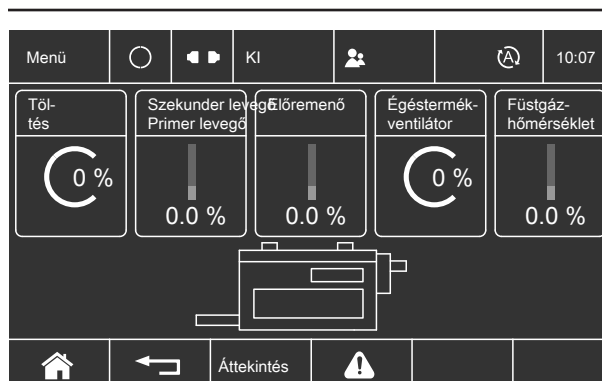 Menü
KI
A
10:07
Töl-
tés
Szekunder levegő
Primer levegő
Előremenő
Égéstermék-
ventilátor
Füstgáz-
hőmérséklet
0 %
0.0 %
0.0 %
0 %
0.0 %
Áttekintés